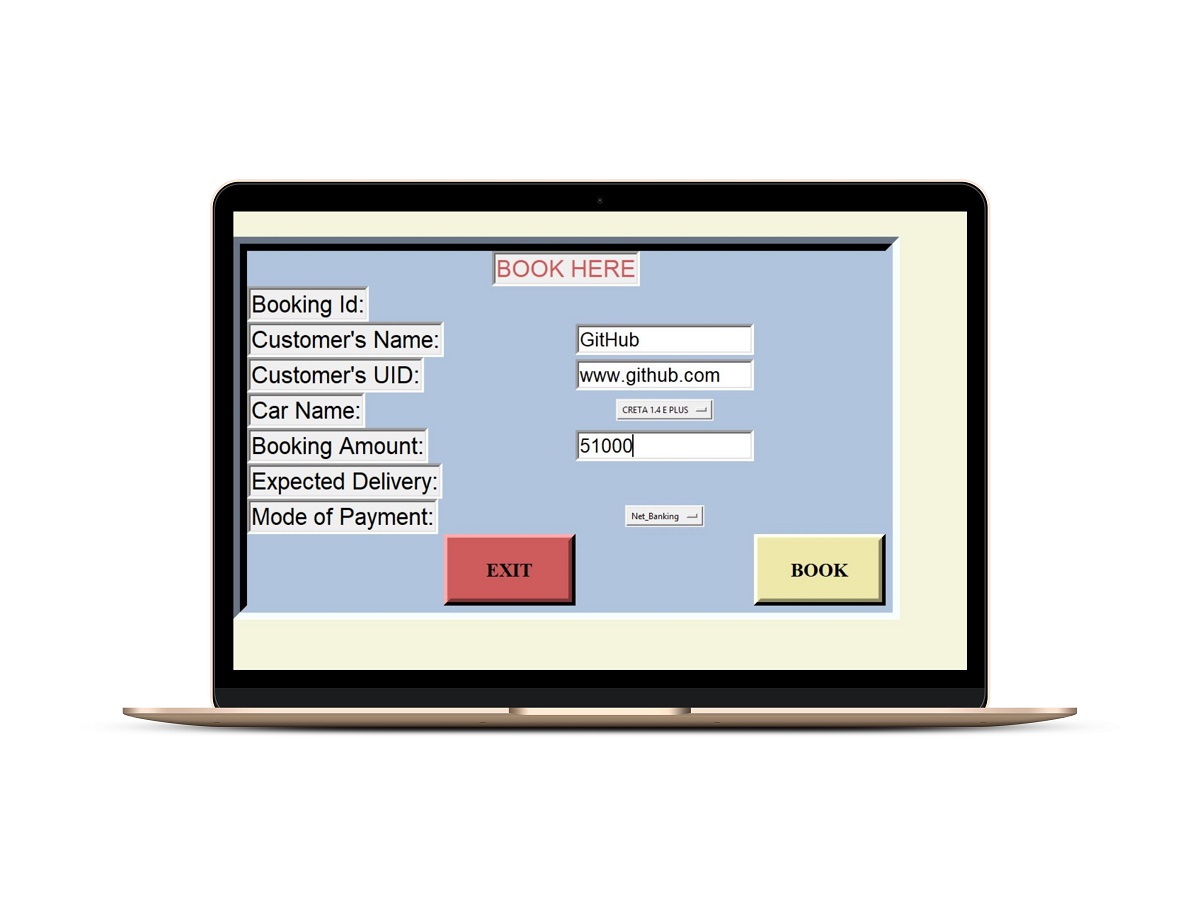 BOOK HERE
Booking Id:
Customer's Name: GitHub
Customer's UID: www.github.com
Car Name: CRETA 1.4 E PLUS
Booking Amount: 51000
Expected Delivery:
Mode of Payment: Net_Banking
EXIT BOOK